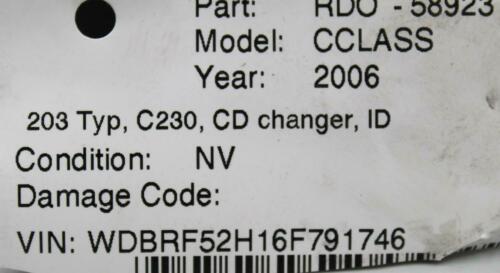 Part: RDO - 58923
Model: CCLASS
Year: 2006
203 Typ, C230, CD changer, ID
Condition: NV
Damage Code:
VIN: WDBRF52H16F791746